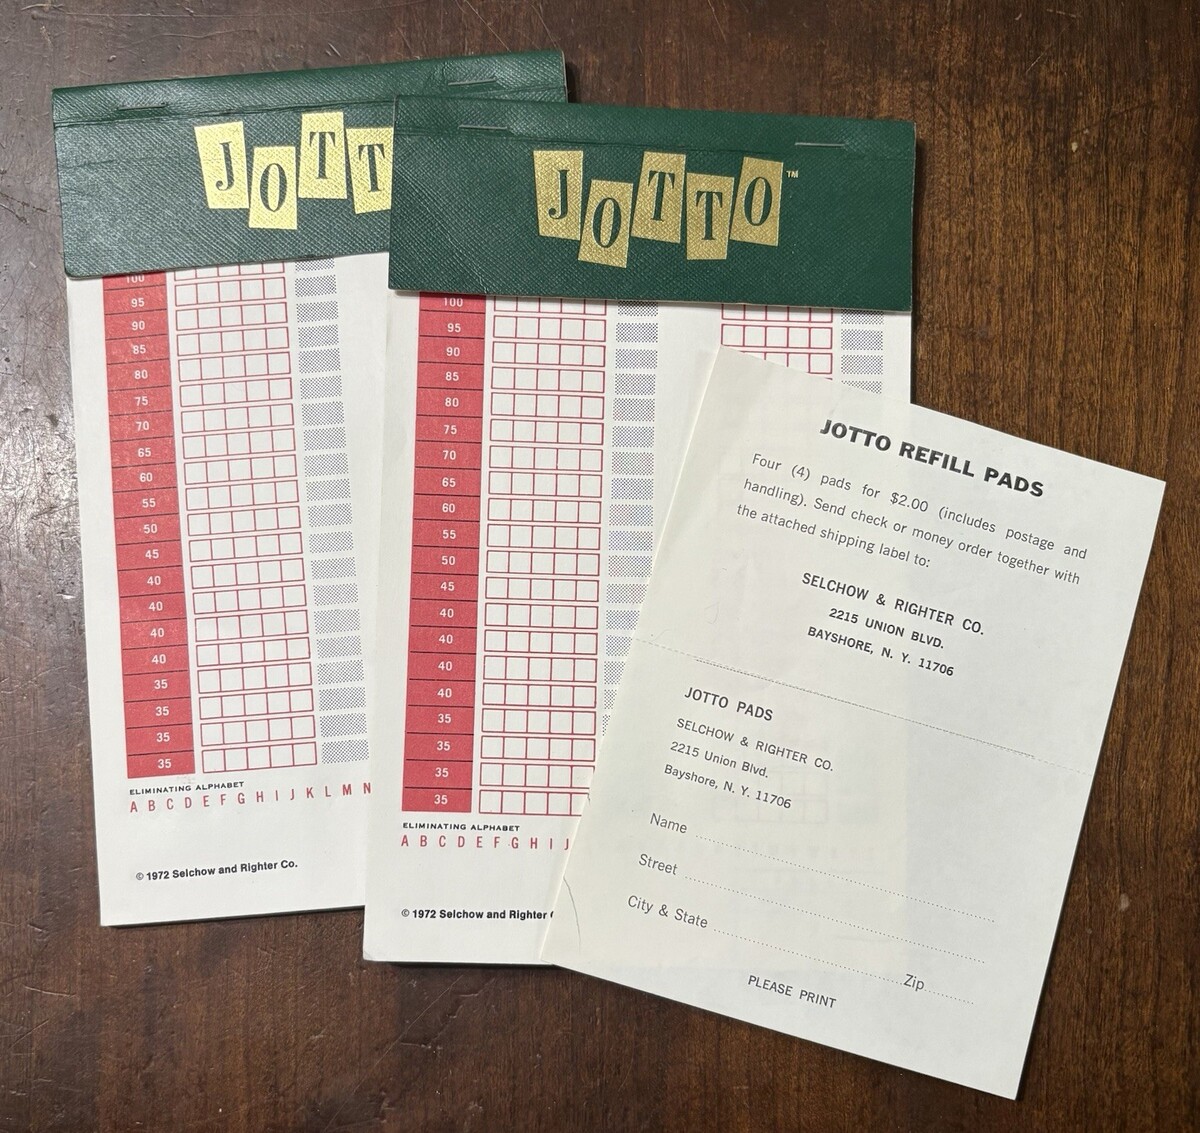 JOTT
100
95
90
85
80
75
70
65
60
55
50
45
40
40
40
40
35
35
35
35
ELIMINATING ALPHABET
A B C D E F G H I J K L M N
© 1972 Selchow and Righter Co.
JOTTO™
100
95
90
85
80
75
70
65
60
55
50
45
40
40
40
40
35
35
35
35
ELIMINATING ALPHABET
A B C D E F G H I J
© 1972 Selchow and Righter
JOTTO REFILL PADS
Four (4) pads for $2.00 (includes postage and
handling). Send check or money order together with
the attached shipping label to:
SELCHOW & RIGHTER CO.
2215 UNION BLVD.
BAYSHORE, N. Y. 11706
JOTTO PADS
SELCHOW & RIGHTER CO.
2215 Union Blvd.
Bayshore, N. Y. 11706
Name
Street
City & State
Zip
PLEASE PRINT